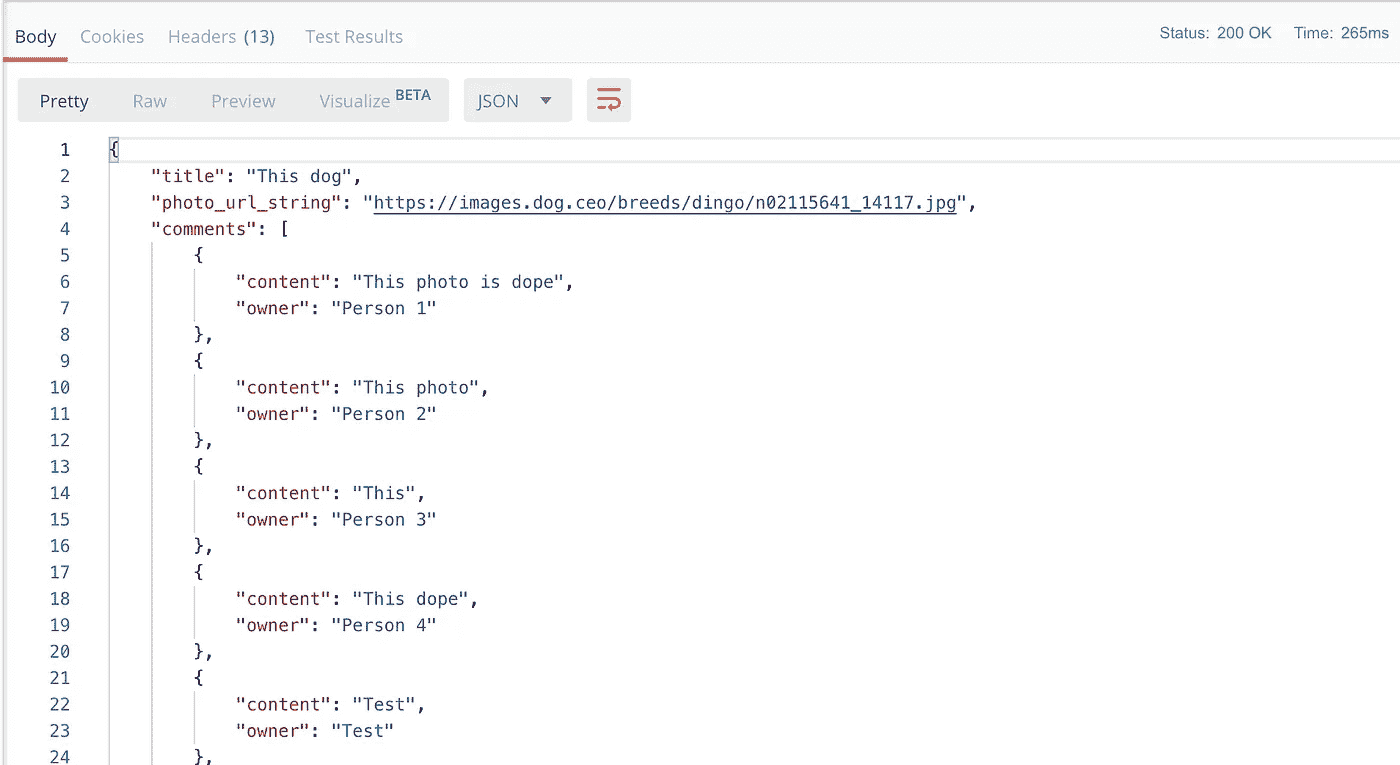 Body Cookies Headers (13) Test Results Status: 200 OK Time: 265ms
Pretty Raw Preview Visualize BETA JSON
1 {
2 "title": "This dog",
3 "photo_url_string": "https://images.dog.ceo/breeds/dingo/n02115641_14117.jpg",
4 "comments": [
5 {
6 "content": "This photo is dope",
7 "owner": "Person 1"
8 },
9 {
10 "content": "This photo",
11 "owner": "Person 2"
12 },
13 {
14 "content": "This",
15 "owner": "Person 3"
16 },
17 {
18 "content": "This dope",
19 "owner": "Person 4"
20 },
21 {
22 "content": "Test",
23 "owner": "Test"
24 },